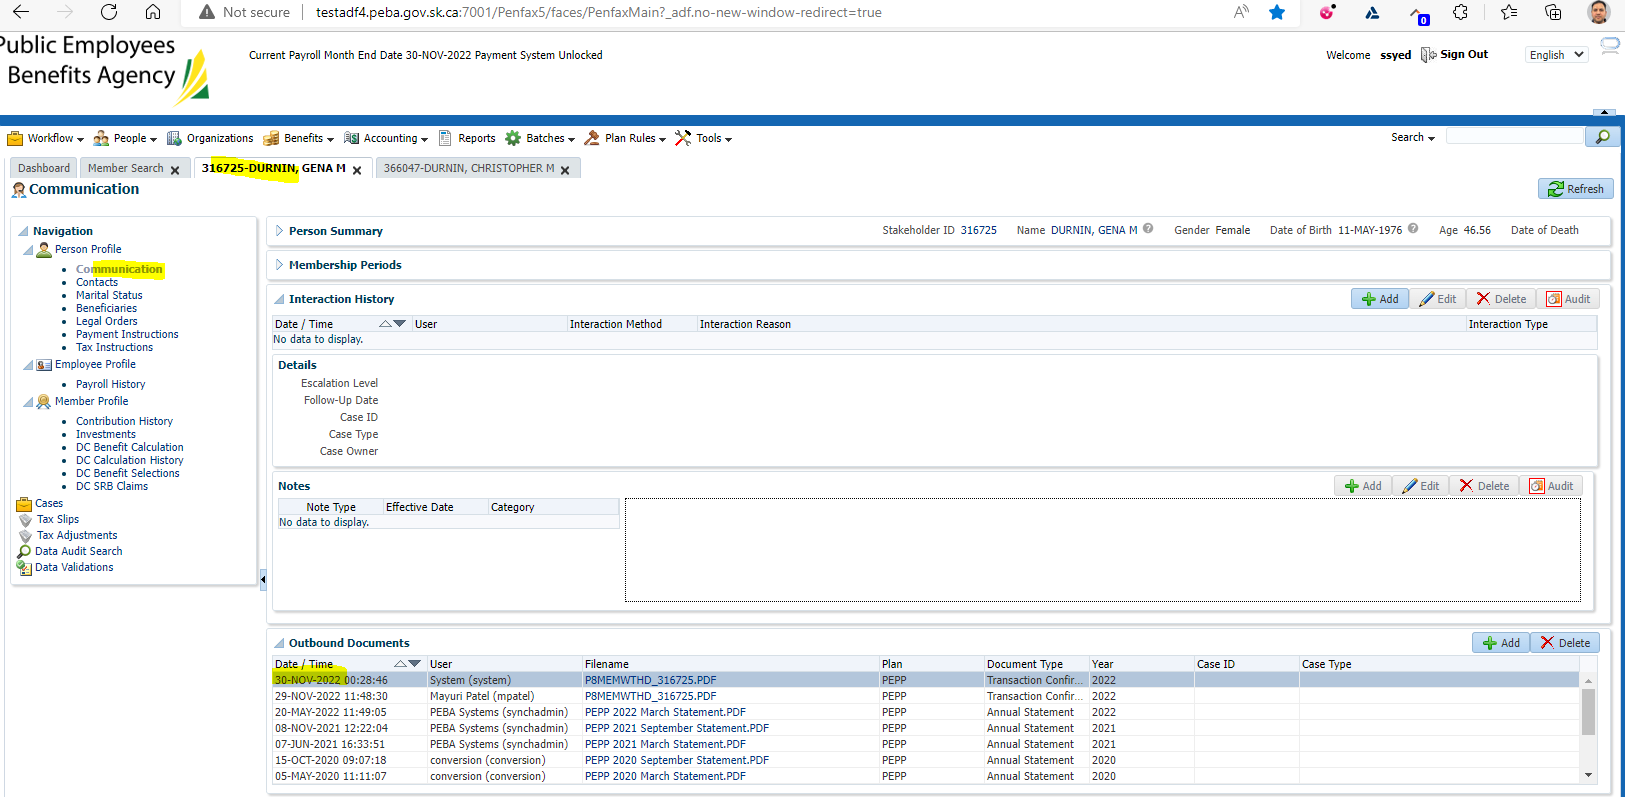 Not secure | testadf4.peba.gov.sk.ca:7001/Penfax5/faces/PenfaxMain?_adf.no-new-window-redirect=true
0
Public Employees
Benefits Agency
Current Payroll Month End Date 30-NOV-2022 Payment System Unlocked
Welcome ssyed Sign Out English
Workflow People Organizations Benefits Accounting Reports Batches Plan Rules Tools Search
Dashboard Member Search 316725-DURNIN, GENA M 366047-DURNIN, CHRISTOPHER M
Communication Refresh
Navigation
Person Profile
Communication
Contacts
Marital Status
Beneficiaries
Legal Orders
Payment Instructions
Tax Instructions
Employee Profile
Payroll History
Member Profile
Contribution History
Investments
DC Benefit Calculation
DC Calculation History
DC Benefit Selections
DC SRB Claims
Cases
Tax Slips
Tax Adjustments
Data Audit Search
Data Validations
Person Summary Stakeholder ID 316725 Name DURNIN, GENA M Gender Female Date of Birth 11-MAY-1976 Age 46.56 Date of Death
Membership Periods
Interaction History Add Edit Delete Audit
Date / Time User Interaction Method Interaction Reason Interaction Type
No data to display.
Details
Escalation Level
Follow-Up Date
Case ID
Case Type
Case Owner
Notes Add Edit Delete Audit
Note Type Effective Date Category
No data to display.
Outbound Documents Add Delete
Date / Time User Filename Plan Document Type Year Case ID Case Type
30-NOV-2022 00:28:46 System (system) P8MEMWTHD_316725.PDF PEPP Transaction Confir... 2022
29-NOV-2022 11:48:30 Mayuri Patel (mpatel) P8MEMWTHD_316725.PDF PEPP Transaction Confir... 2022
20-MAY-2022 11:49:05 PEBA Systems (synchadmin) PEPP 2022 March Statement.PDF PEPP Annual Statement 2022
08-NOV-2021 12:22:04 PEBA Systems (synchadmin) PEPP 2021 September Statement.PDF PEPP Annual Statement 2021
07-JUN-2021 16:33:51 PEBA Systems (synchadmin) PEPP 2021 March Statement.PDF PEPP Annual Statement 2021
15-OCT-2020 09:07:18 conversion (conversion) PEPP 2020 September Statement.PDF PEPP Annual Statement 2020
05-MAY-2020 11:11:07 conversion (conversion) PEPP 2020 March Statement.PDF PEPP Annual Statement 2020